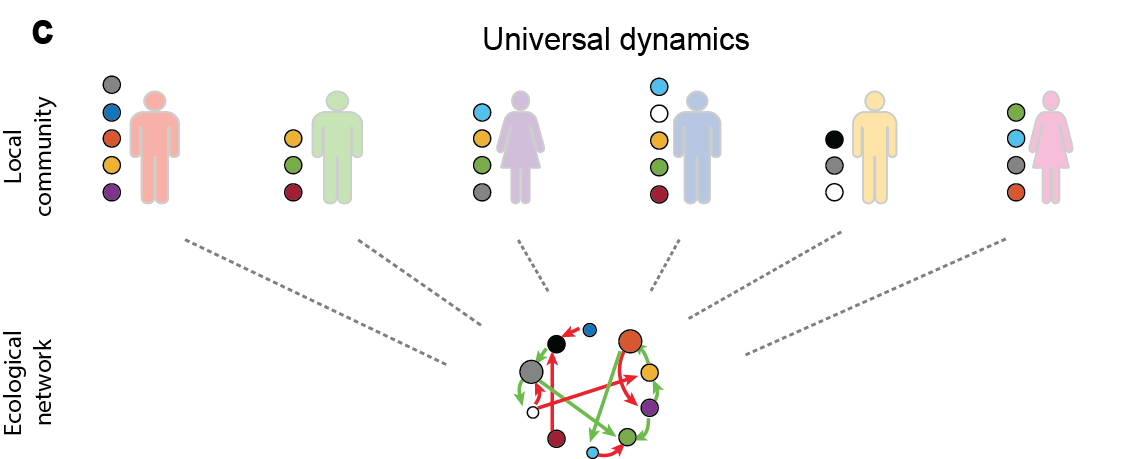 c
Universal dynamics
Local
community
Ecological
network